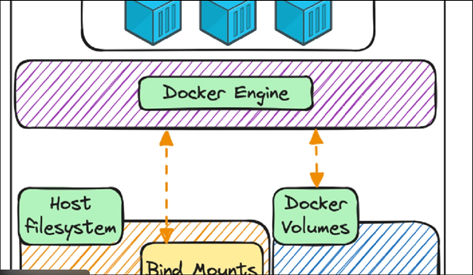 Docker Engine
Host
filesystem
Docker
Volumes
Bind Mounts